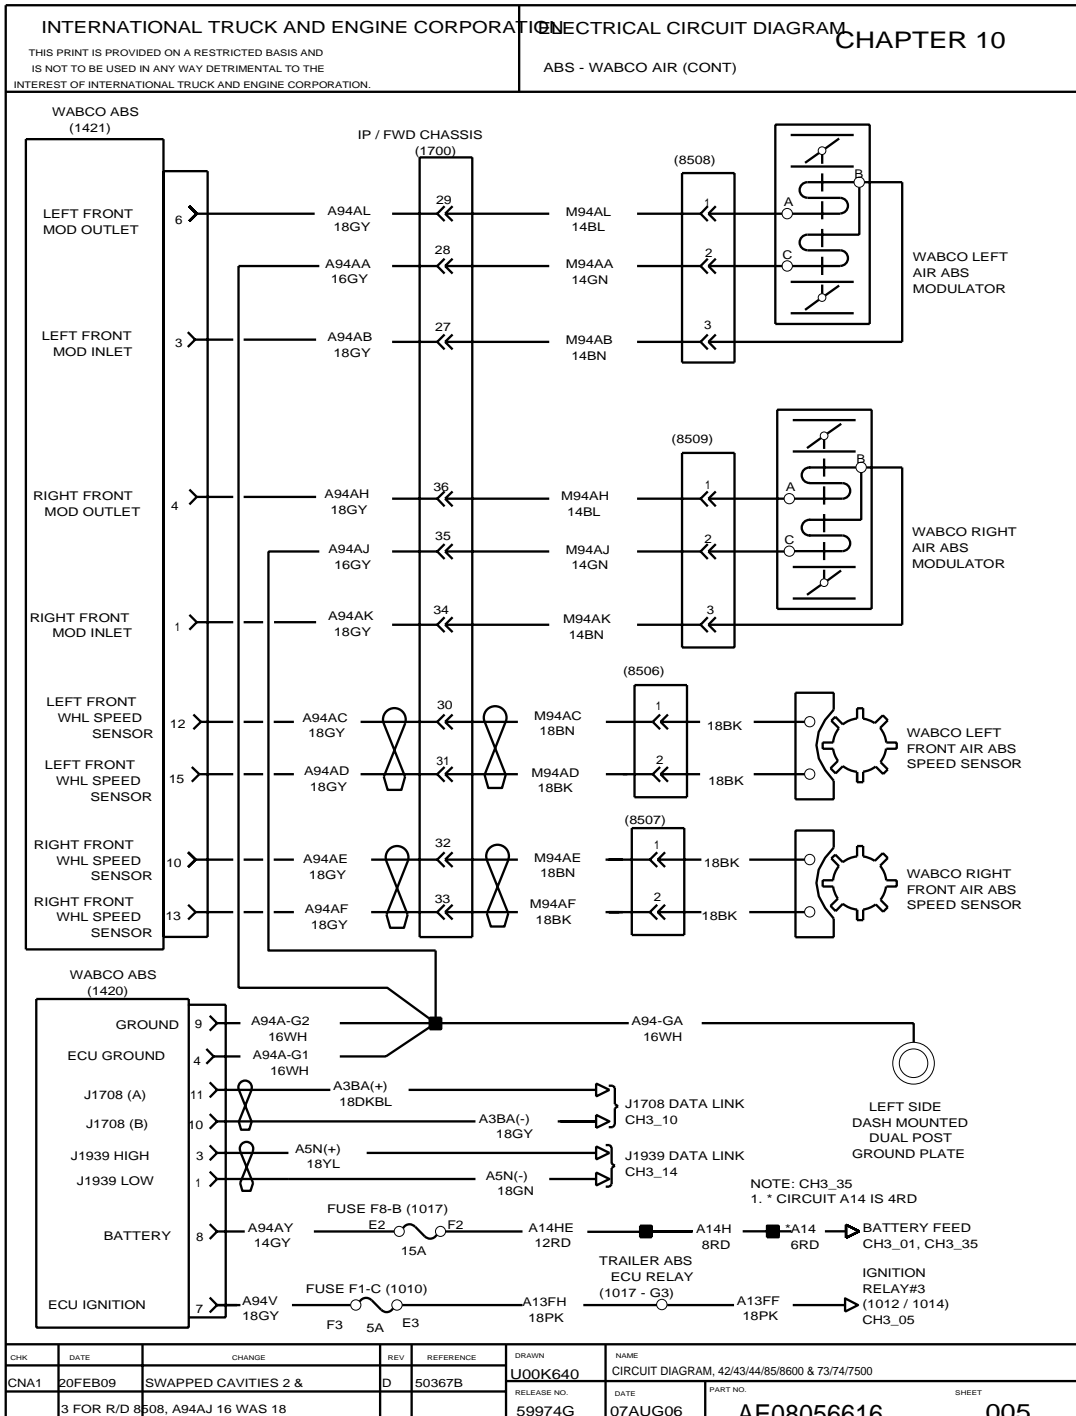 INTERNATIONAL TRUCK AND ENGINE CORPORATION
ELECTRICAL CIRCUIT DIAGRAM
CHAPTER 10
THIS PRINT IS PROVIDED ON A RESTRICTED BASIS AND
IS NOT TO BE USED IN ANY WAY DETRIMENTAL TO THE
INTEREST OF INTERNATIONAL TRUCK AND ENGINE CORPORATION.
ABS - WABCO AIR (CONT)
WABCO ABS
(1421)
IP / FWD CHASSIS
(1700)
(8508)
LEFT FRONT
MOD OUTLET
6
A94AL
18GY
29
M94AL
14BL
1
A
B
A94AA
16GY
28
M94AA
14GN
2
C
WABCO LEFT
AIR ABS
MODULATOR
LEFT FRONT
MOD INLET
3
A94AB
18GY
27
M94AB
14BN
3
(8509)
RIGHT FRONT
MOD OUTLET
4
A94AH
18GY
36
M94AH
14BL
1
A
B
A94AJ
16GY
35
M94AJ
14GN
2
C
WABCO RIGHT
AIR ABS
MODULATOR
RIGHT FRONT
MOD INLET
1
A94AK
18GY
34
M94AK
14BN
3
(8506)
LEFT FRONT
WHL SPEED
SENSOR
12
A94AC
18GY
30
M94AC
18BN
1
18BK
LEFT FRONT
WHL SPEED
SENSOR
15
A94AD
18GY
31
M94AD
18BK
2
18BK
WABCO LEFT
FRONT AIR ABS
SPEED SENSOR
(8507)
RIGHT FRONT
WHL SPEED
SENSOR
10
A94AE
18GY
32
M94AE
18BN
1
18BK
RIGHT FRONT
WHL SPEED
SENSOR
13
A94AF
18GY
33
M94AF
18BK
2
18BK
WABCO RIGHT
FRONT AIR ABS
SPEED SENSOR
WABCO ABS
(1420)
GROUND
9
A94A-G2
16WH
A94-GA
16WH
ECU GROUND
4
A94A-G1
16WH
J1708 (A)
11
A3BA(+)
18DKBL
J1708 (B)
10
A3BA(-)
18GY
J1708 DATA LINK
CH3_10
LEFT SIDE
DASH MOUNTED
DUAL POST
GROUND PLATE
J1939 HIGH
3
A5N(+)
18YL
J1939 LOW
1
A5N(-)
18GN
J1939 DATA LINK
CH3_14
NOTE: CH3_35
1. * CIRCUIT A14 IS 4RD
BATTERY
8
A94AY
14GY
FUSE F8-B (1017)
E2
F2
15A
A14HE
12RD
A14H
8RD
*A14
6RD
BATTERY FEED
CH3_01, CH3_35
TRAILER ABS
ECU RELAY
(1017 - G3)
ECU IGNITION
7
A94V
18GY
FUSE F1-C (1010)
F3
5A
E3
A13FH
18PK
A13FF
18PK
IGNITION
RELAY#3
(1012 / 1014)
CH3_05
CHK
DATE
CHANGE
REV
REFERENCE
DRAWN
NAME
CNA1
20FEB09
SWAPPED CAVITIES 2 &
D
50367B
U00K640
CIRCUIT DIAGRAM, 42/43/44/85/8600 & 73/74/7500
3 FOR R/D 8508, A94AJ 16 WAS 18
RELEASE NO.
59974G
DATE
07AUG06
PART NO.
AE08056616
SHEET
005